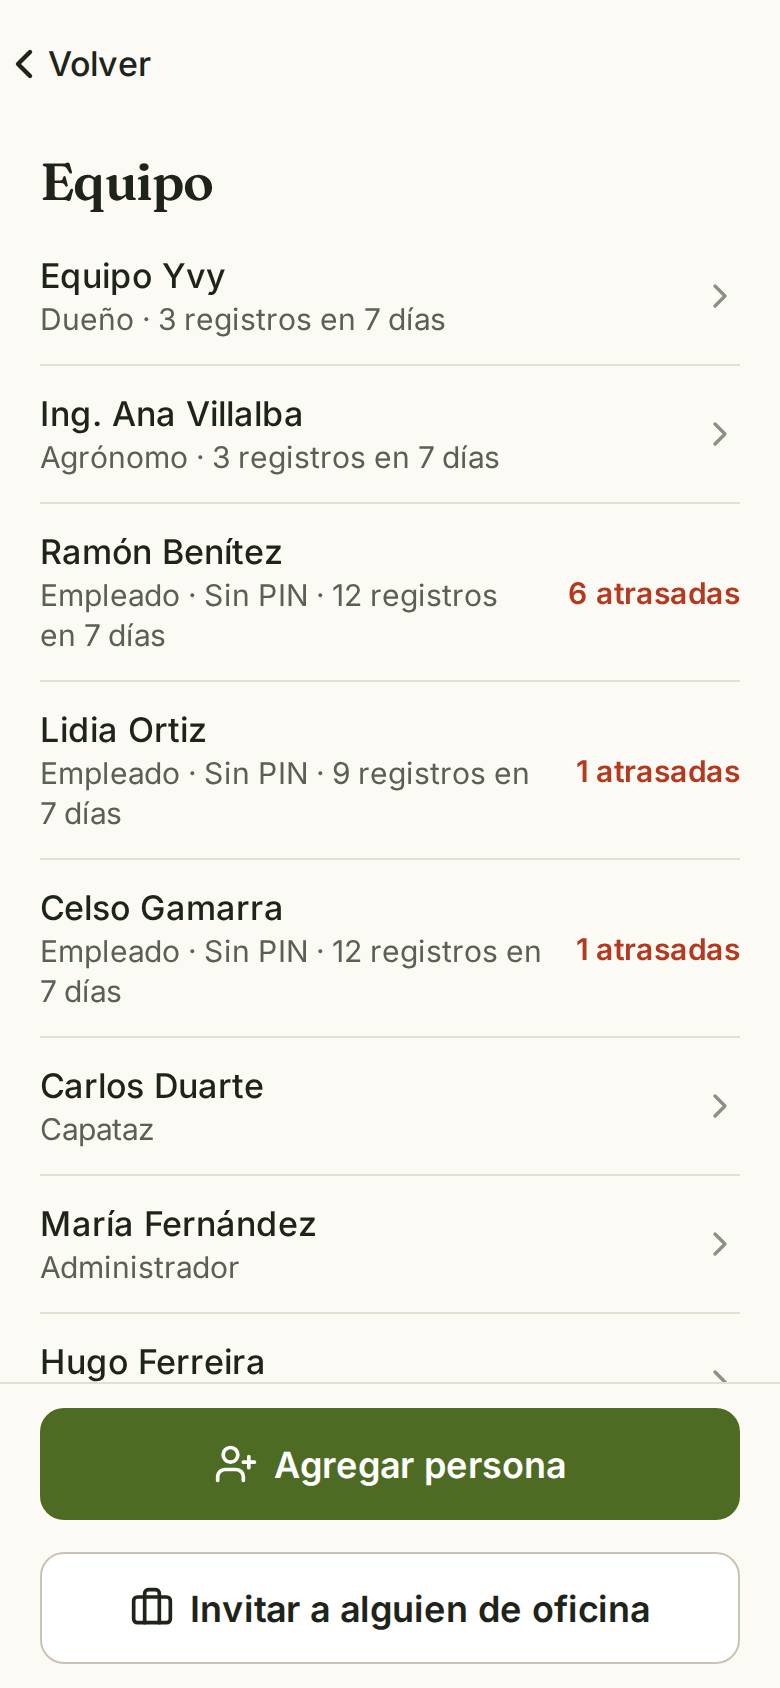 Volver
Equipo
Equipo Yvy
Dueño · 3 registros en 7 días
Ing. Ana Villalba
Agrónomo · 3 registros en 7 días
Ramón Benítez
Empleado · Sin PIN · 12 registros
en 7 días
6 atrasadas
Lidia Ortiz
Empleado · Sin PIN · 9 registros en
7 días
1 atrasadas
Celso Gamarra
Empleado · Sin PIN · 12 registros en
7 días
1 atrasadas
Carlos Duarte
Capataz
María Fernández
Administrador
Hugo Ferreira
Agregar persona
Invitar a alguien de oficina